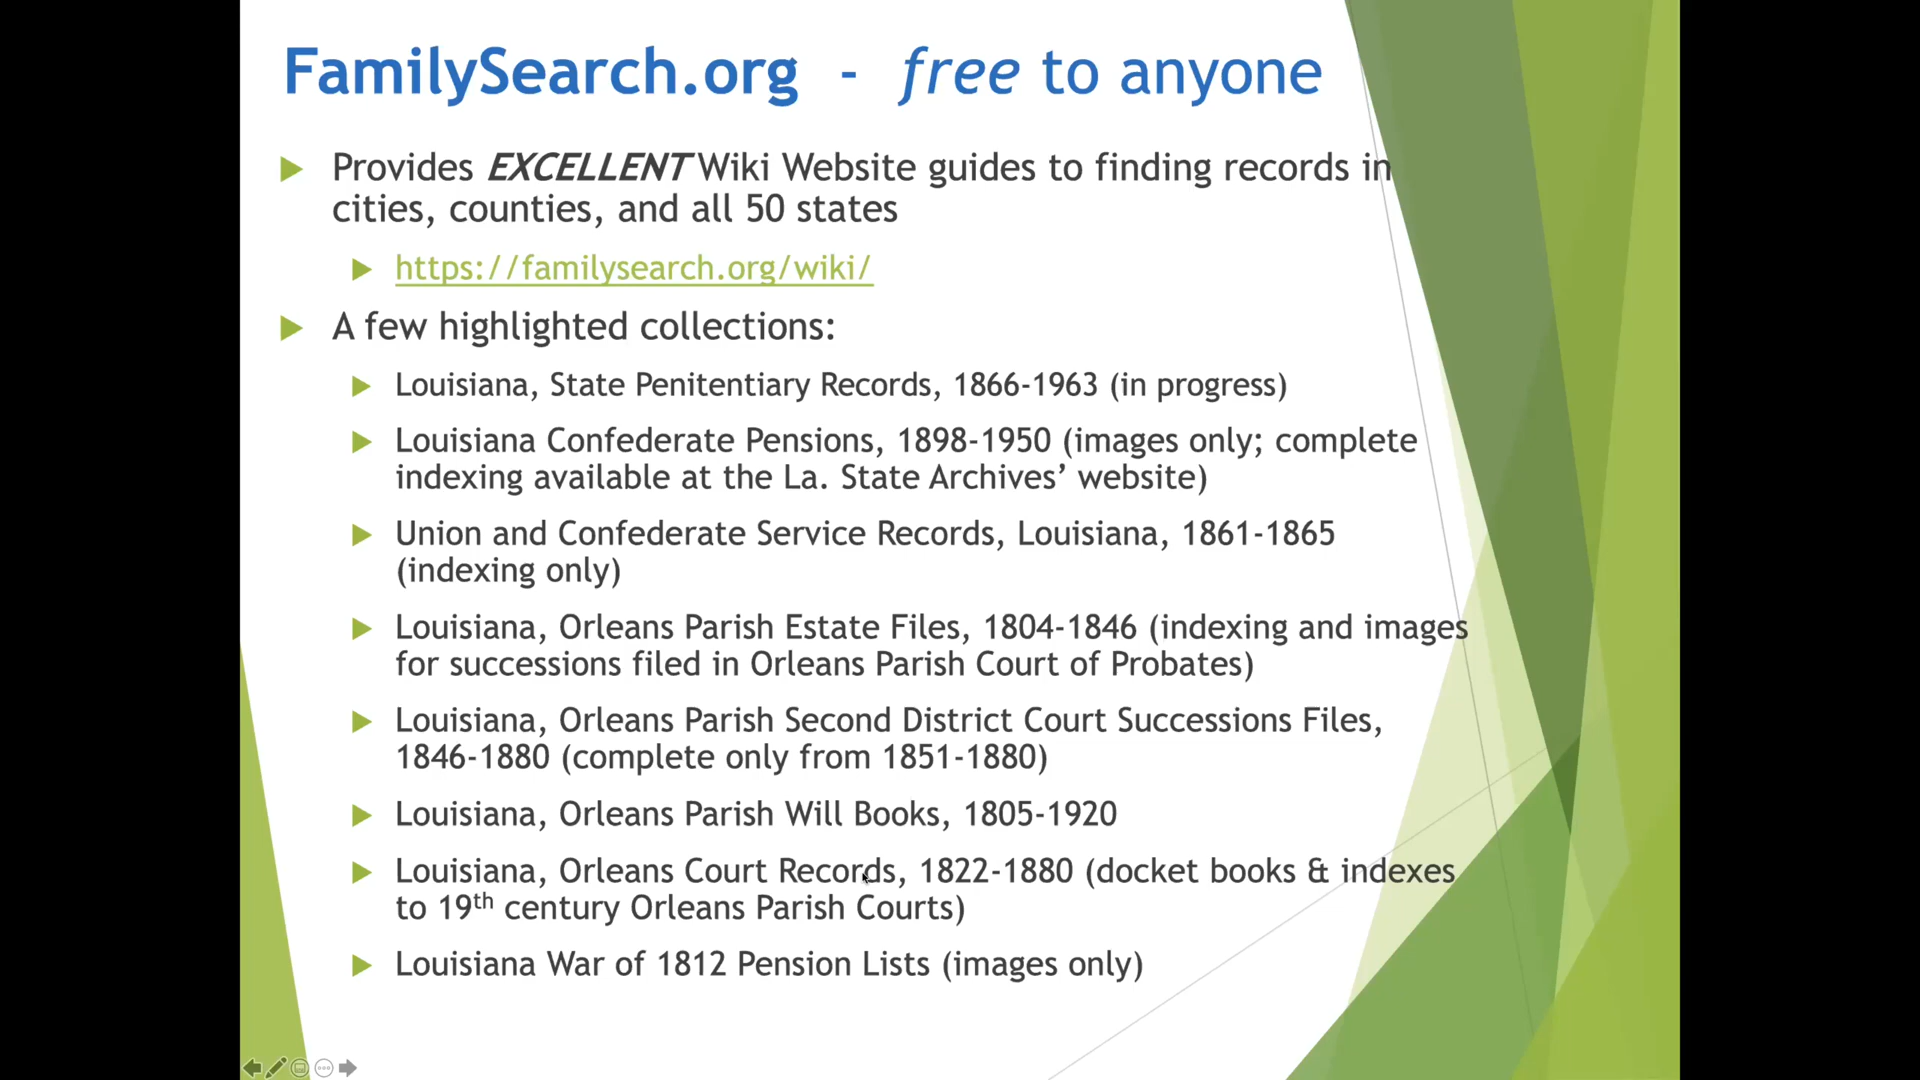 FamilySearch.org - free to anyone
Provides EXCELLENT Wiki Website guides to finding records in
cities, counties, and all 50 states
https://familysearch.org/wiki/
A few highlighted collections:
Louisiana, State Penitentiary Records, 1866-1963 (in progress)
Louisiana Confederate Pensions, 1898-1950 (images only; complete
indexing available at the La. State Archives’ website)
Union and Confederate Service Records, Louisiana, 1861-1865
(indexing only)
Louisiana, Orleans Parish Estate Files, 1804-1846 (indexing and images
for successions filed in Orleans Parish Court of Probates)
Louisiana, Orleans Parish Second District Court Successions Files,
1846-1880 (complete only from 1851-1880)
Louisiana, Orleans Parish Will Books, 1805-1920
Louisiana, Orleans Court Records, 1822-1880 (docket books & indexes
to 19th century Orleans Parish Courts)
Louisiana War of 1812 Pension Lists (images only)